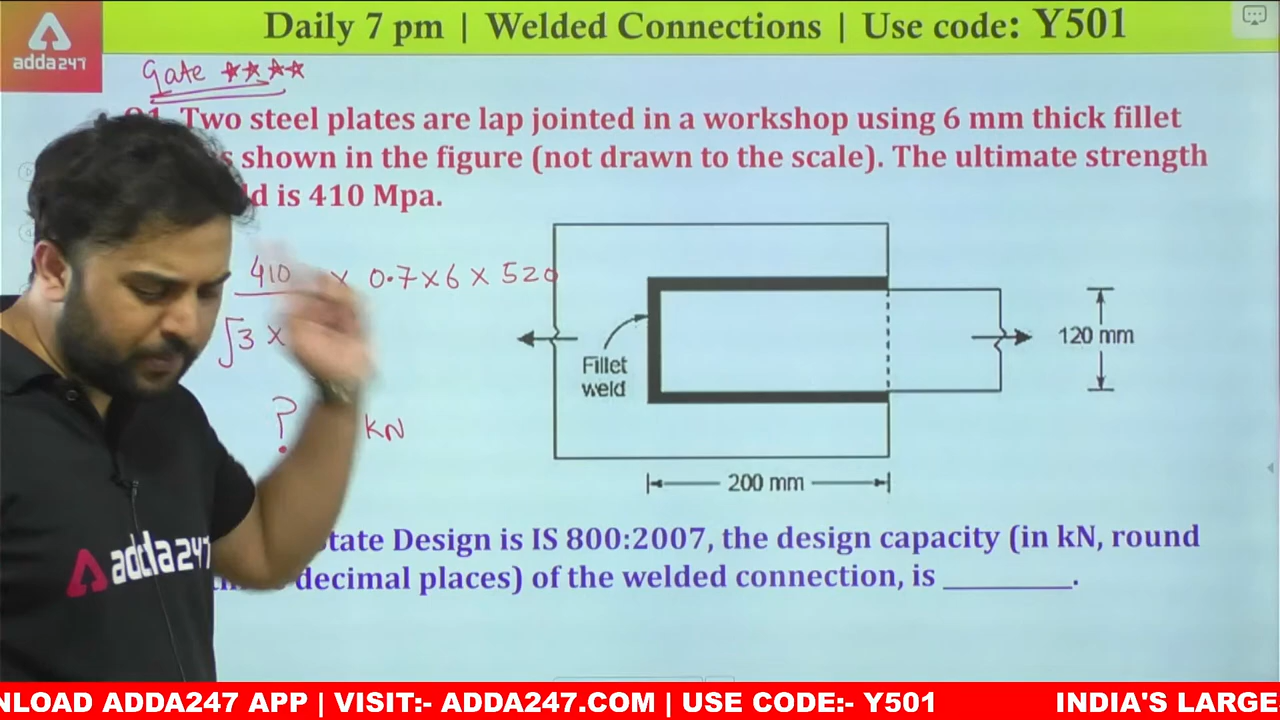 Daily 7 pm | Welded Connections | Use code: Y501
adda247
Gate ☆☆☆☆
Two steel plates are lap jointed in a workshop using 6 mm thick fillet
shown in the figure (not drawn to the scale). The ultimate strength
is 410 Mpa.
410 × 0.7×6 × 520
√3 ×
? kN
Fillet
weld
120 mm
200 mm
Design is IS 800:2007, the design capacity (in kN, round
decimal places) of the welded connection, is ________.
adda247
NLOAD ADDA247 APP | VISIT:- ADDA247.COM | USE CODE:- Y501 INDIA'S LARGE